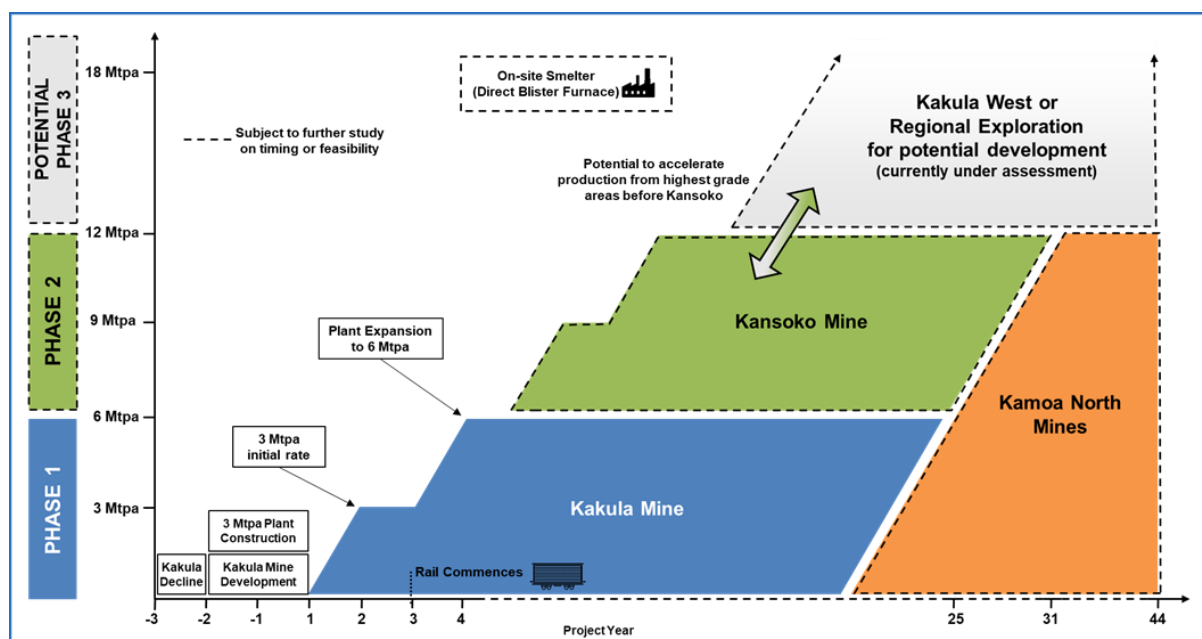 POTENTIAL
PHASE 3
PHASE 2
PHASE 1
18 Mtpa
12 Mtpa
9 Mtpa
6 Mtpa
3 Mtpa
Subject to further study
on timing or feasibility
On-site Smelter
(Direct Blister Furnace)
Potential to accelerate
production from highest grade
areas before Kansoko
Kakula West or
Regional Exploration
for potential development
(currently under assessment)
Kansoko Mine
Plant Expansion
to 6 Mtpa
Kamoa North
Mines
3 Mtpa
initial rate
Kakula Mine
3 Mtpa Plant
Construction
Kakula
Decline
Kakula Mine
Development
Rail Commences
-3 -2 -1 1 2 3 4 25 31 44
Project Year